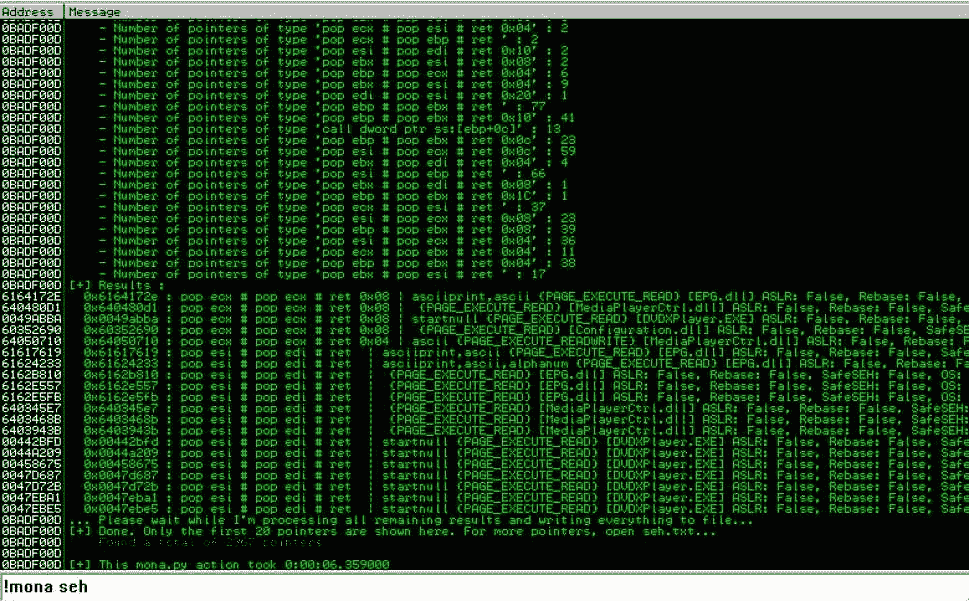 Address Message
0BADF00D - Number of pointers of type 'pop ecx # pop esi # ret 0x04' : 2
0BADF00D - Number of pointers of type 'pop ecx # pop ebp # ret ' : 2
0BADF00D - Number of pointers of type 'pop esi # pop edi # ret 0x10' : 2
0BADF00D - Number of pointers of type 'pop ebx # pop esi # ret 0x08' : 2
0BADF00D - Number of pointers of type 'pop ebp # pop ecx # ret 0x04' : 6
0BADF00D - Number of pointers of type 'pop ebx # pop esi # ret 0x04' : 9
0BADF00D - Number of pointers of type 'pop edi # pop esi # ret 0x20' : 1
0BADF00D - Number of pointers of type 'pop ebp # pop ebx # ret ' : 77
0BADF00D - Number of pointers of type 'pop ebp # pop ebx # ret 0x10' : 41
0BADF00D - Number of pointers of type 'call dword ptr ss:[ebp+0c]' : 13
0BADF00D - Number of pointers of type 'pop ebp # pop ebx # ret 0x0c' : 23
0BADF00D - Number of pointers of type 'pop esi # pop ecx # ret 0x0c' : 59
0BADF00D - Number of pointers of type 'pop ebx # pop edi # ret 0x04' : 4
0BADF00D - Number of pointers of type 'pop esi # pop ebp # ret ' : 66
0BADF00D - Number of pointers of type 'pop ebx # pop edi # ret 0x08' : 1
0BADF00D - Number of pointers of type 'pop ebp # pop ebx # ret 0x1C' : 1
0BADF00D - Number of pointers of type 'pop esi # pop ecx # ret ' : 37
0BADF00D - Number of pointers of type 'pop esi # pop ecx # ret 0x08' : 23
0BADF00D - Number of pointers of type 'pop ebp # pop ebx # ret 0x08' : 39
0BADF00D - Number of pointers of type 'pop esi # pop ecx # ret 0x04' : 36
0BADF00D - Number of pointers of type 'pop ecx # pop ecx # ret 0x04' : 11
0BADF00D - Number of pointers of type 'pop ebp # pop ebx # ret 0x04' : 38
0BADF00D - Number of pointers of type 'pop ebx # pop esi # ret ' : 17
0BADF00D [+] Results :
6164172E 0x6164172e : pop ecx # pop ecx # ret 0x08 | asciiprint,ascii {PAGE_EXECUTE_READ} [EPG.dll] ASLR: False, Rebase: False,
640480D1 0x640480d1 : pop ecx # pop ecx # ret 0x08 | {PAGE_EXECUTE_READ} [MediaPlayerCtrl.dll] ASLR: False, Rebase: False, Safe
0049ABBA 0x0049abba : pop ecx # pop ecx # ret 0x08 | startnull {PAGE_EXECUTE_READ} [DVDXPlayer.EXE] ASLR: False, Rebase: False,
60352690 0x60352690 : pop ecx # pop ecx # ret 0x08 | {PAGE_EXECUTE_READ} [Configuration.dll] ASLR: False, Rebase: False, SafeSE
64050710 0x64050710 : pop ecx # pop ecx # ret 0x04 | ascii {PAGE_EXECUTE_READWRITE} [MediaPlayerCtrl.dll] ASLR: False, Rebase: F
61617619 0x61617619 : pop esi # pop edi # ret | asciiprint,ascii {PAGE_EXECUTE_READ} [EPG.dll] ASLR: False, Rebase: False,
61624233 0x61624233 : pop esi # pop edi # ret | asciiprint,ascii,alphanum {PAGE_EXECUTE_READ} [EPG.dll] ASLR: False, Rebase
6162B810 0x6162b810 : pop esi # pop edi # ret | {PAGE_EXECUTE_READ} [EPG.dll] ASLR: False, Rebase: False, SafeSEH: False, OS:
6162E557 0x6162e557 : pop esi # pop edi # ret | {PAGE_EXECUTE_READ} [EPG.dll] ASLR: False, Rebase: False, SafeSEH: False, OS:
6162E5FB 0x6162e5fb : pop esi # pop edi # ret | {PAGE_EXECUTE_READ} [EPG.dll] ASLR: False, Rebase: False, SafeSEH: False, OS:
640345E7 0x640345e7 : pop esi # pop edi # ret | {PAGE_EXECUTE_READ} [MediaPlayerCtrl.dll] ASLR: False, Rebase: False, Safe
6403468B 0x6403468b : pop esi # pop edi # ret | {PAGE_EXECUTE_READ} [MediaPlayerCtrl.dll] ASLR: False, Rebase: False, Safe
6403943B 0x6403943b : pop esi # pop edi # ret | {PAGE_EXECUTE_READ} [MediaPlayerCtrl.dll] ASLR: False, Rebase: False, Safe
00442BFD 0x00442bfd : pop esi # pop edi # ret | startnull {PAGE_EXECUTE_READ} [DVDXPlayer.EXE] ASLR: False, Rebase: False,
0044A209 0x0044a209 : pop esi # pop edi # ret | startnull {PAGE_EXECUTE_READ} [DVDXPlayer.EXE] ASLR: False, Rebase: False, Safe
00458675 0x00458675 : pop esi # pop edi # ret | startnull {PAGE_EXECUTE_READ} [DVDXPlayer.EXE] ASLR: False, Rebase: False, Safe
0047D687 0x0047d687 : pop esi # pop edi # ret | startnull {PAGE_EXECUTE_READ} [DVDXPlayer.EXE] ASLR: False, Rebase: False, Safe
0047D72B 0x0047d72b : pop esi # pop edi # ret | startnull {PAGE_EXECUTE_READ} [DVDXPlayer.EXE] ASLR: False, Rebase: False, Safe
0047EBA1 0x0047eba1 : pop esi # pop edi # ret | startnull {PAGE_EXECUTE_READ} [DVDXPlayer.EXE] ASLR: False, Rebase: False, Safe
0047EBE5 0x0047ebe5 : pop esi # pop edi # ret | startnull {PAGE_EXECUTE_READ} [DVDXPlayer.EXE] ASLR: False, Rebase: False, Safe
0BADF00D ... Please wait while I'm processing all remaining results and writing everything to file...
0BADF00D [+] Done. Only the first 20 pointers are shown here. For more pointers, open seh.txt...
0BADF00D Found a total of pointers
0BADF00D
0BADF00D [+] This mona.py action took 0:00:06.359000
!mona seh